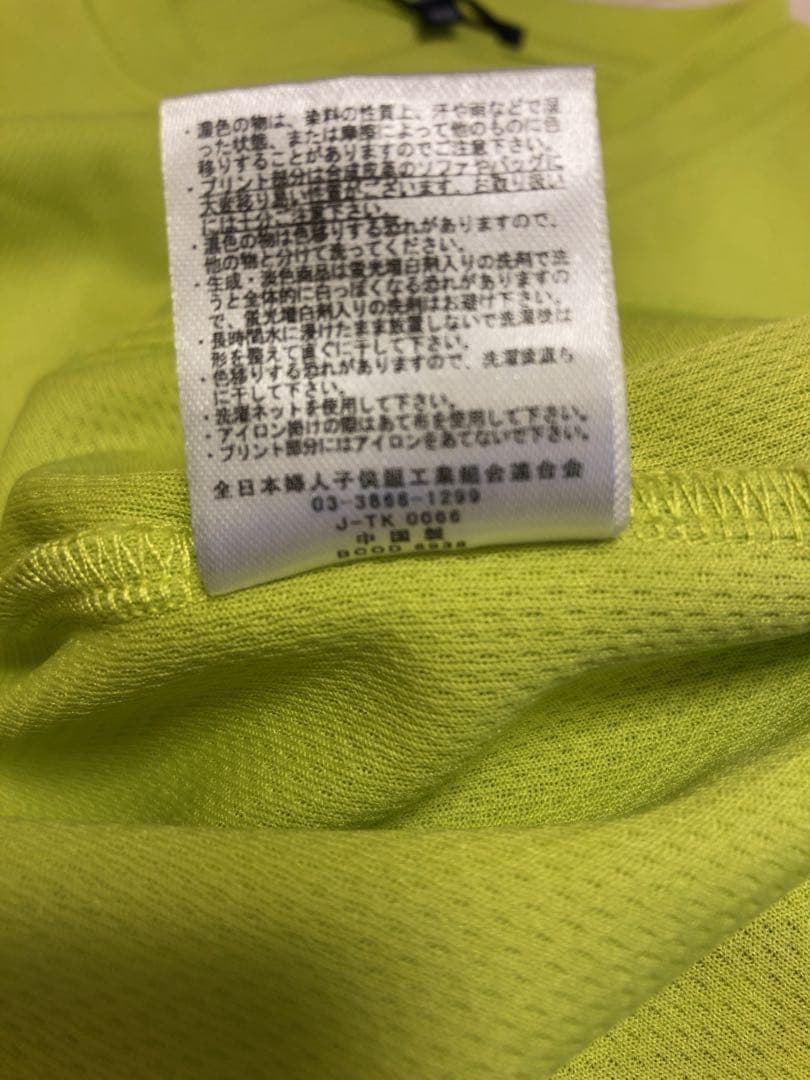 ・濃色の物は、染料の性質上、汗や雨などで湿
った状態、または摩擦によって他のものに色
移りすることがありますのでご注意下さい。
・プリント部分は合成皮革のソファやバッグに
大変移り易い性質がございます。お取り扱い
には十分ご注意下さい。
・濃色の物は色移りする恐れがありますので、
他の物と分けて洗ってください。
・生成・淡色商品は蛍光増白剤入りの洗剤で洗
うと全体的に白っぽくなる恐れがありますの
で、蛍光増白剤入りの洗剤はお避け下さい。
・長時間水に浸けたまま放置しないで洗濯後は
形を整えて直ぐに干して下さい。
・色移りする恐れがありますので、洗濯後直ち
に干して下さい。
・洗濯ネットを使用して下さい。
・アイロン掛けの際はあて布を使用して下さい。
・プリント部分にはアイロンをあてないで下さい。
全日本婦人子供服工業組合連合会
03-3866-1299
J-TK 0066
中国製
BCOD 6938